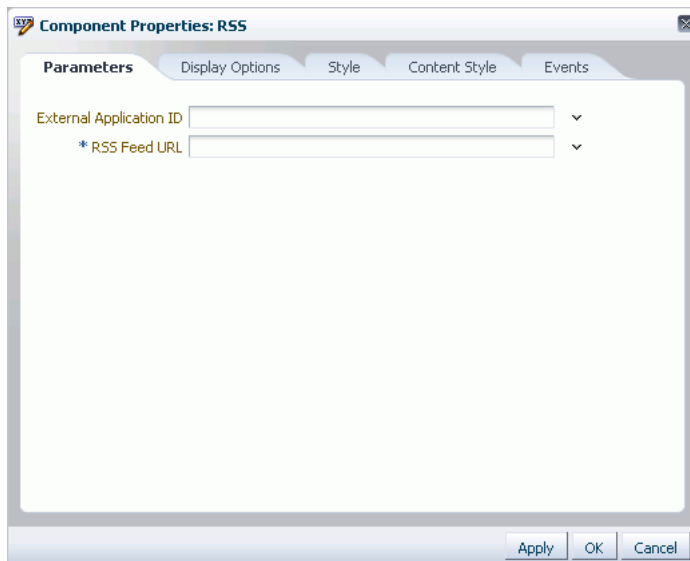 Component Properties: RSS
Parameters Display Options Style Content Style Events
External Application ID
* RSS Feed URL
Apply OK Cancel